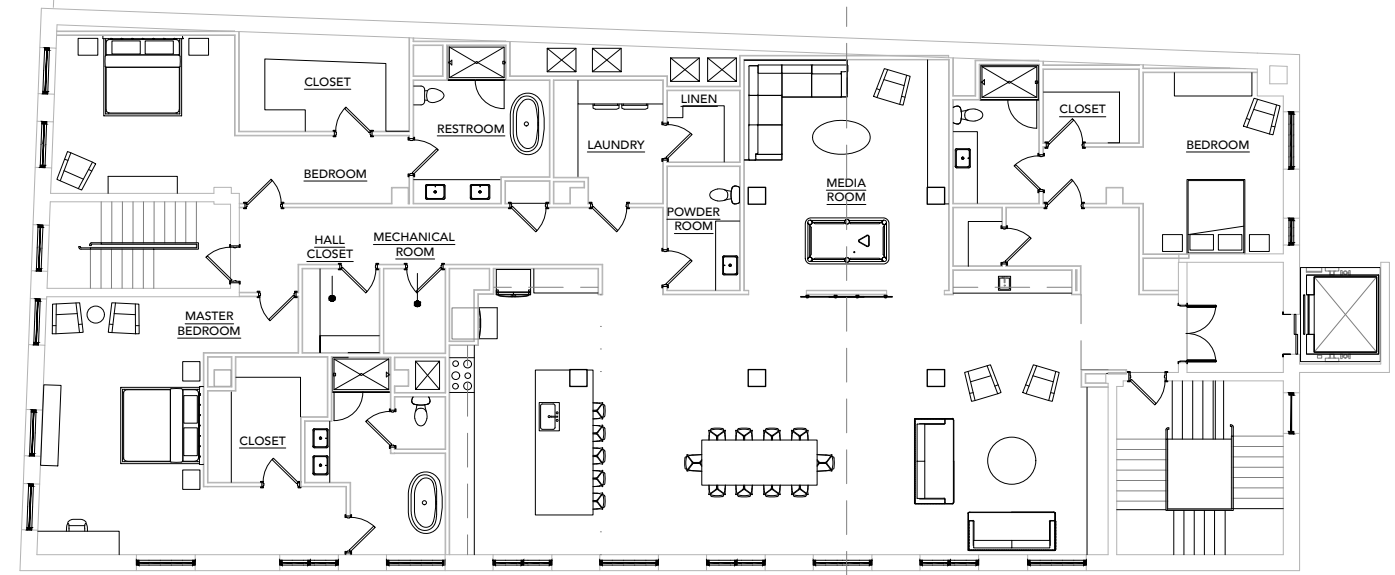 CLOSET
LINEN
CLOSET
RESTROOM
LAUNDRY
BEDROOM
BEDROOM
MEDIA
ROOM
POWDER
ROOM
HALL
CLOSET
MECHANICAL
ROOM
MASTER
BEDROOM
CLOSET